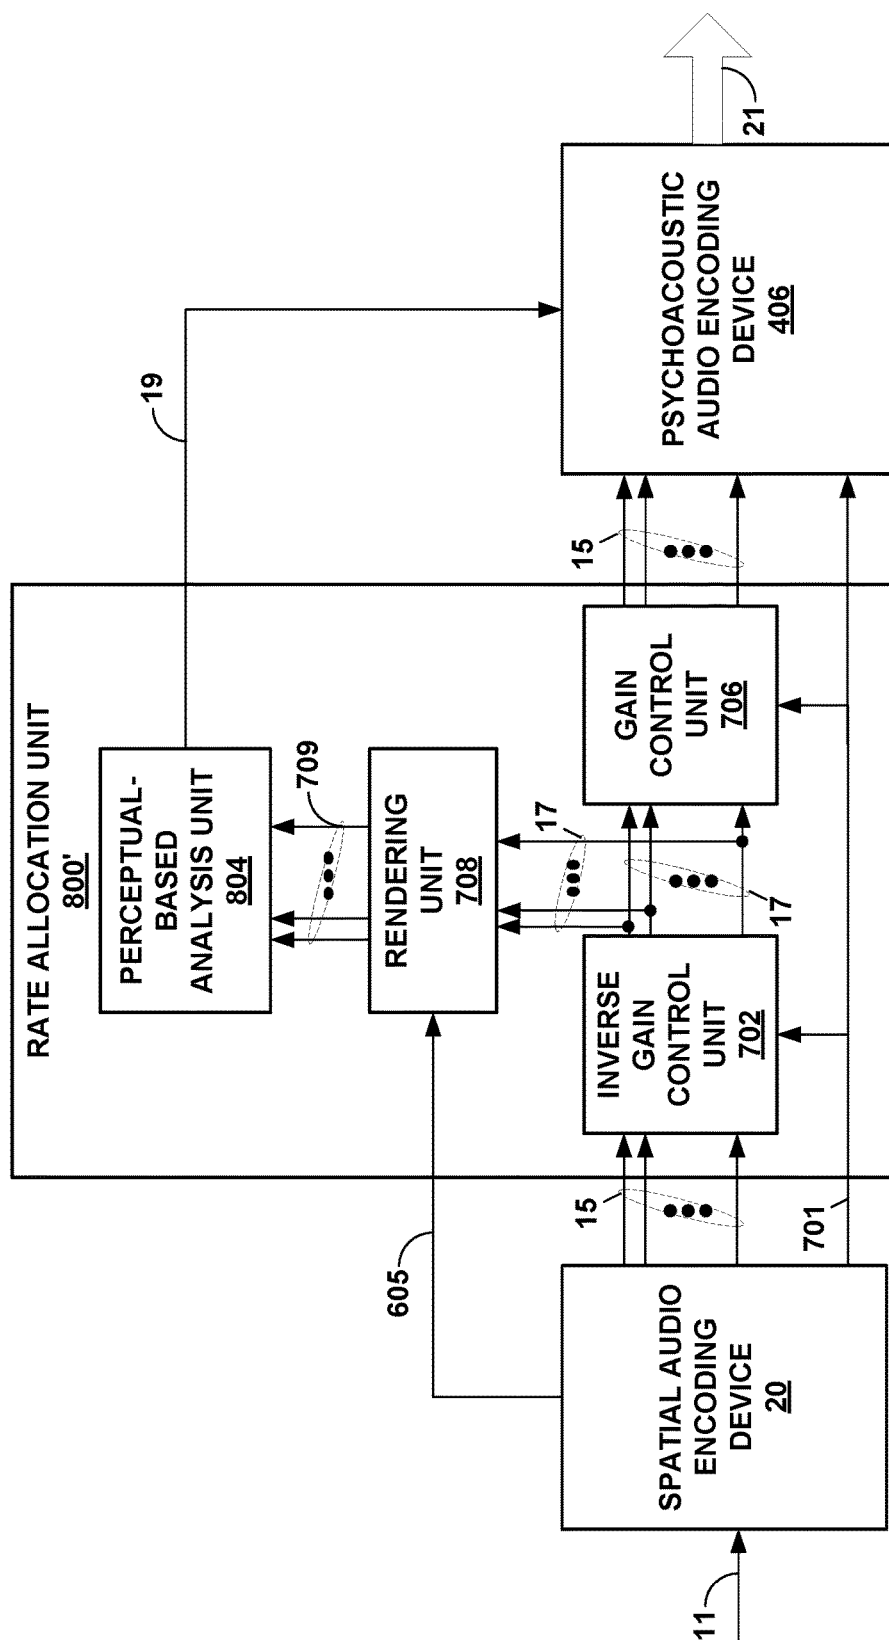 RATE ALLOCATION UNIT
800'
PERCEPTUAL-
BASED
ANALYSIS UNIT
804
19
709
RENDERING
UNIT
708
605
17
15
INVERSE
GAIN
CONTROL
UNIT
702
17
GAIN
CONTROL
UNIT
706
15
701
11
SPATIAL AUDIO
ENCODING
DEVICE
20
PSYCHOACOUSTIC
AUDIO ENCODING
DEVICE
406
21